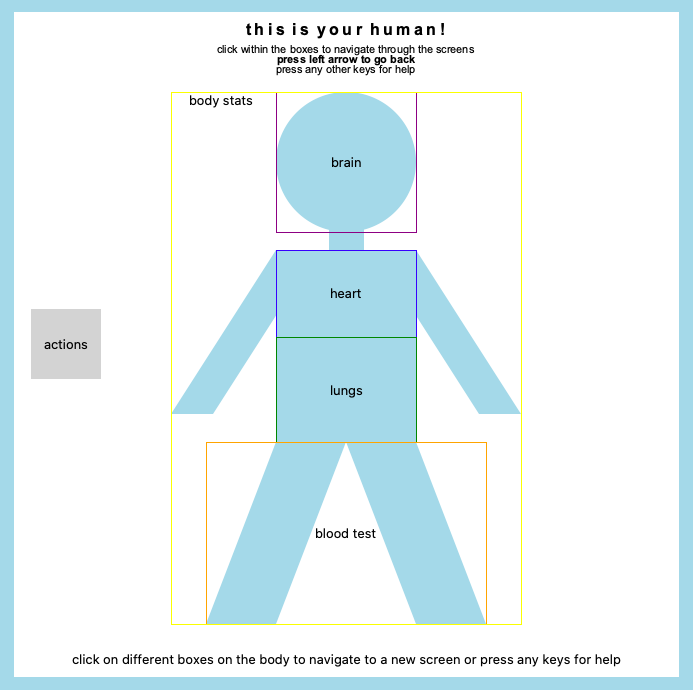 this is your human!
click within the boxes to navigate through the screens
press left arrow to go back
press any other keys for help
body stats
brain
heart
actions
lungs
blood test
click on different boxes on the body to navigate to a new screen or press any keys for help